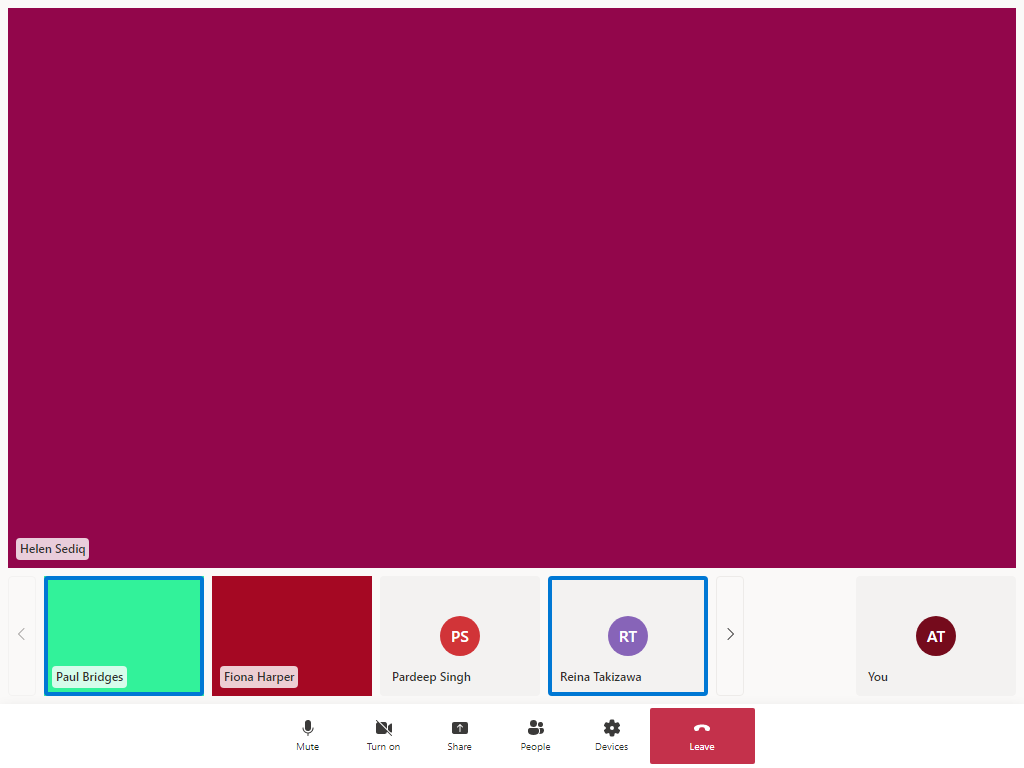 Helen Sediq
Paul Bridges
Fiona Harper
PS
Pardeep Singh
RT
Reina Takizawa
AT
You
Mute
Turn on
Share
People
Devices
Leave